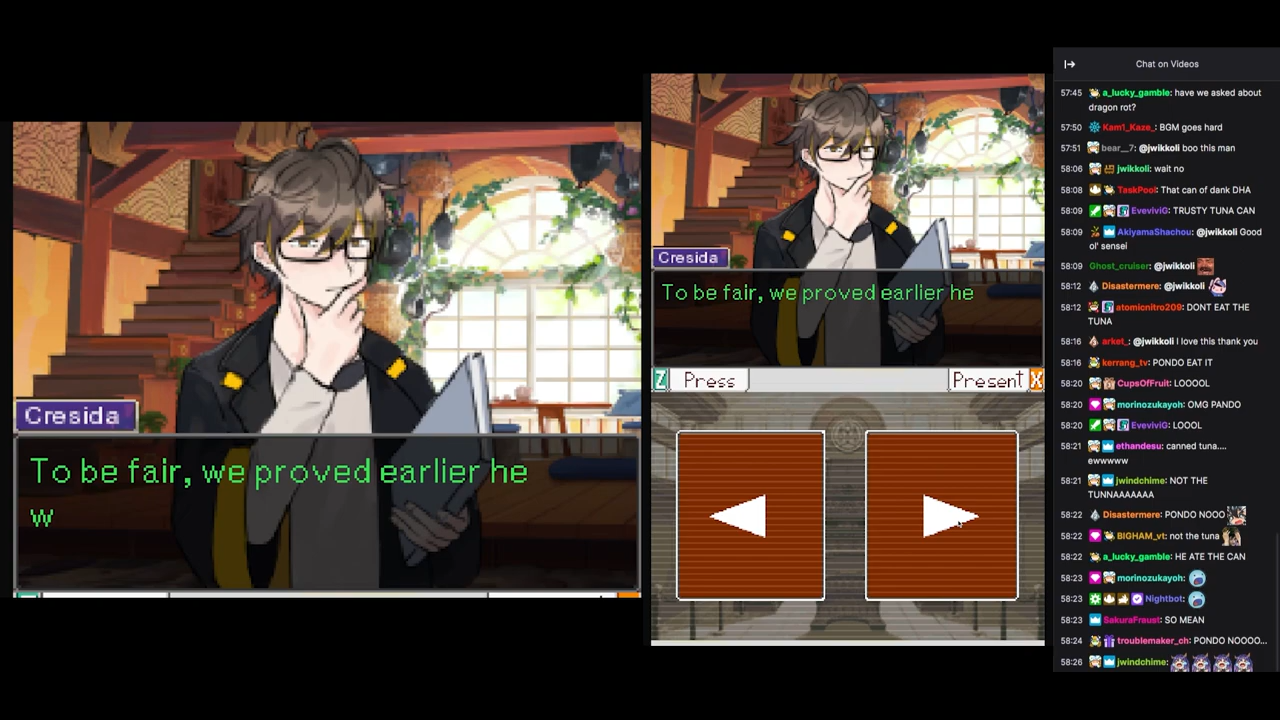 Cresida
To be fair, we proved earlier he
w
Cresida
To be fair, we proved earlier he
Z Press
Present X
Chat on Videos
57:45 a_lucky_gamble: have we asked about
dragon rot?
57:50 Kam1_Kaze_: BGM goes hard
57:51 bear__7: @jwikkoli boo this man
58:06 jwikkoli: wait no
58:08 TaskPool: That can of dank DHA
58:09 EveviviG: TRUSTY TUNA CAN
58:09 AkiyamaShachou: @jwikkoli Good
ol' sensei
58:09 Ghost_cruiser: @jwikkoli
58:12 Disastermere: @jwikkoli
58:12 atomicnitro209: DONT EAT THE
TUNA
58:16 arket_: @jwikkoli I love this thank you
58:16 kerrang_tv: PONDO EAT IT
58:20 CupsOfFruit: LOOOOL
58:20 morinozukayoh: OMG PANDO
58:20 EveviviG: LOOOL
58:21 ethandesu: canned tuna....
ewwwww
58:21 jwindchime: NOT THE
TUNNAAAAAAA
58:22 Disastermere: PONDO NOOO
58:22 BIGHAM_vt: not the tuna
58:22 a_lucky_gamble: HE ATE THE CAN
58:23 morinozukayoh:
58:23 Nightbot:
58:23 SakuraFraust: SO MEAN
58:24 troublemaker_ch: PONDO NOOOO...
58:26 jwindchime: